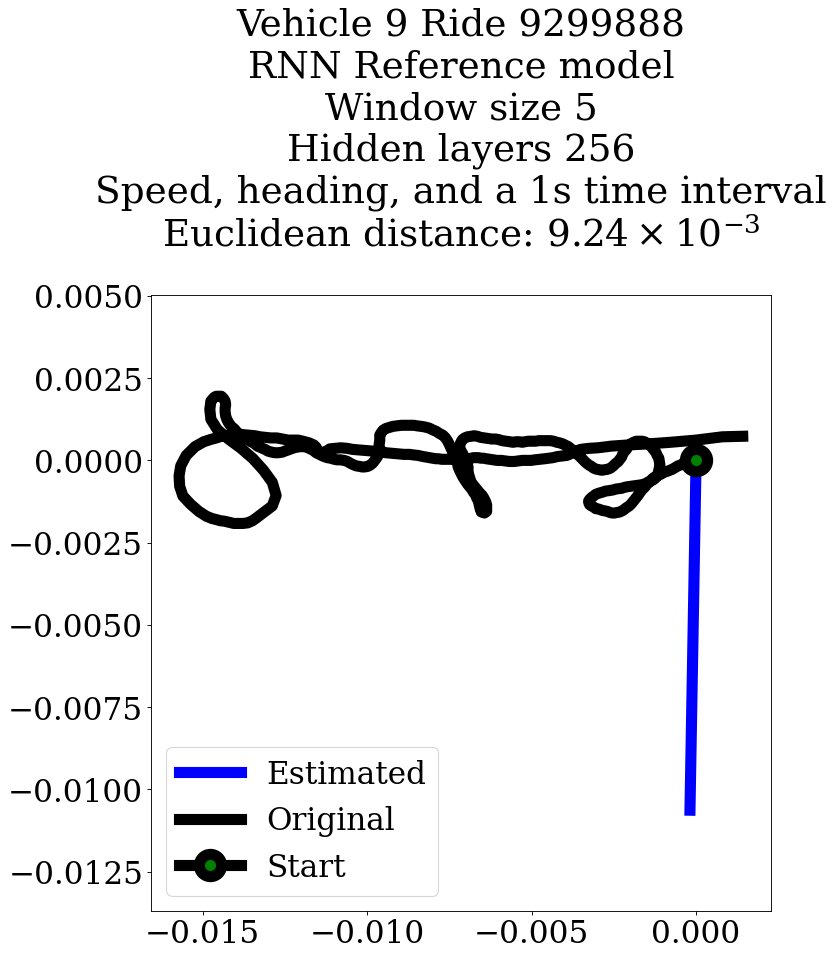 Vehicle 9 Ride 9299888
RNN Reference model
Window size 5
Hidden layers 256
Speed, heading, and a 1s time interval
Euclidean distance: 9.24 × 10⁻³
0.0050
0.0025
0.0000
−0.0025
−0.0050
−0.0075
−0.0100
−0.0125
Estimated
Original
Start
−0.015 −0.010 −0.005 0.000